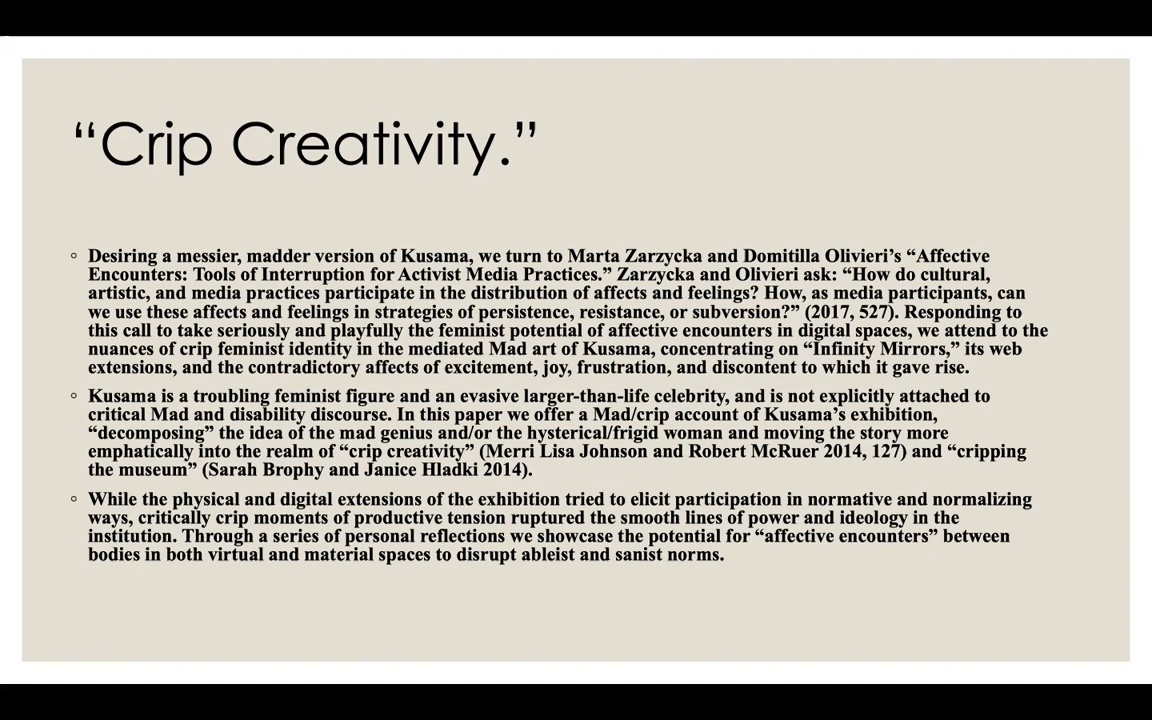 “Crip Creativity.”
◦ Desiring a messier, madder version of Kusama, we turn to Marta Zarzycka and Domitilla Olivieri’s “Affective
Encounters: Tools of Interruption for Activist Media Practices.” Zarzycka and Olivieri ask: “How do cultural,
artistic, and media practices participate in the distribution of affects and feelings? How, as media participants, can
we use these affects and feelings in strategies of persistence, resistance, or subversion?” (2017, 527). Responding to
this call to take seriously and playfully the feminist potential of affective encounters in digital spaces, we attend to the
nuances of crip feminist identity in the mediated Mad art of Kusama, concentrating on “Infinity Mirrors,” its web
extensions, and the contradictory affects of excitement, joy, frustration, and discontent to which it gave rise.
◦ Kusama is a troubling feminist figure and an evasive larger-than-life celebrity, and is not explicitly attached to
critical Mad and disability discourse. In this paper we offer a Mad/crip account of Kusama’s exhibition,
“decomposing” the idea of the mad genius and/or the hysterical/frigid woman and moving the story more
emphatically into the realm of “crip creativity” (Merri Lisa Johnson and Robert McRuer 2014, 127) and “cripping
the museum” (Sarah Brophy and Janice Hladki 2014).
◦ While the physical and digital extensions of the exhibition tried to elicit participation in normative and normalizing
ways, critically crip moments of productive tension ruptured the smooth lines of power and ideology in the
institution. Through a series of personal reflections we showcase the potential for “affective encounters” between
bodies in both virtual and material spaces to disrupt ableist and sanist norms.